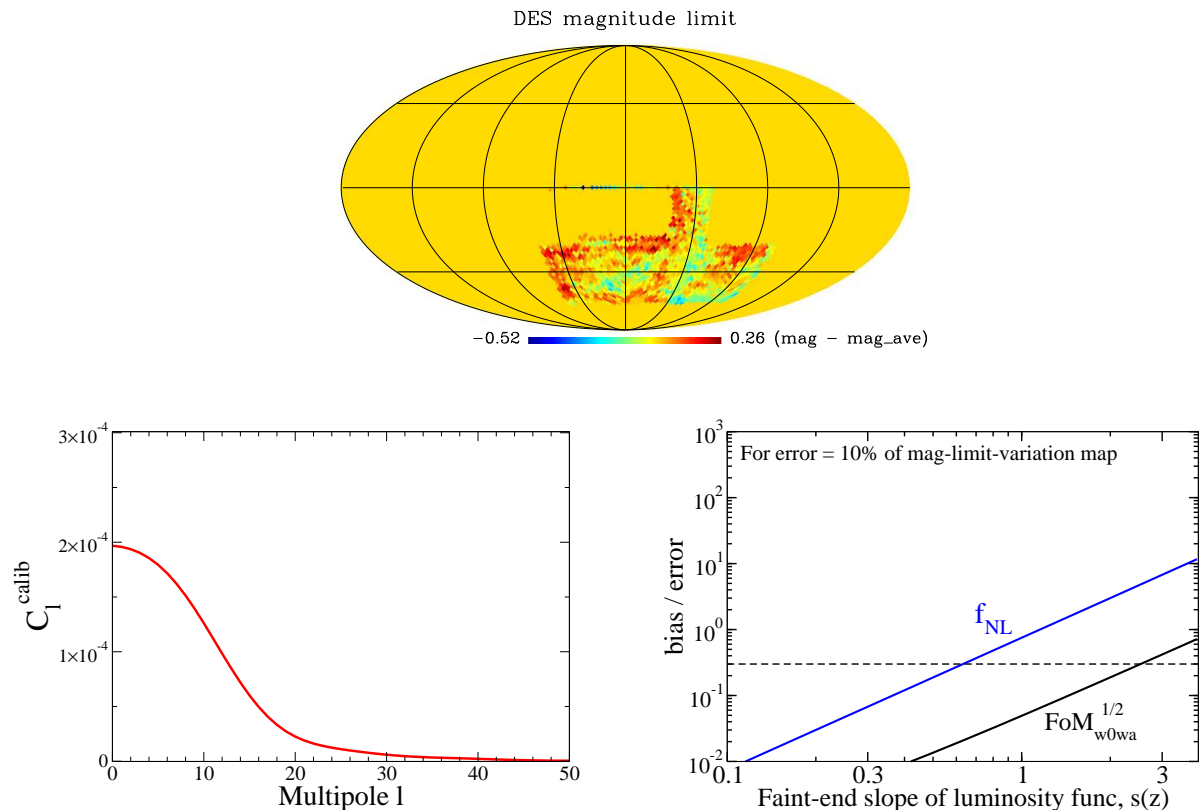 DES magnitude limit
−0.52 0.26 (mag − mag_ave)
3×10⁻⁴
2×10⁻⁴
1×10⁻⁴
0
C_l^calib
0 10 20 30 40 50
Multipole l
For error = 10% of mag-limit-variation map
10³
10²
10¹
10⁰
10⁻¹
10⁻²
bias / error
f_NL
FoM_w0wa^1/2
0.1 0.3 1 3
Faint-end slope of luminosity func, s(z)